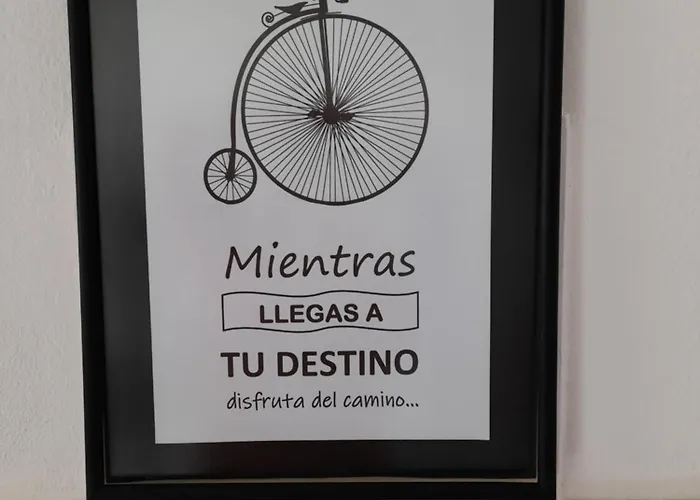 Mientras
LLEGAS A
TU DESTINO
disfruta del camino...